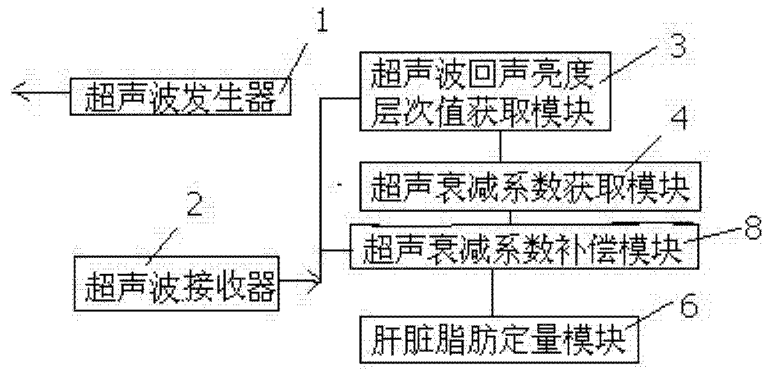 1
超声波发生器
3
超声波回声亮度
层次值获取模块
4
超声衰减系数获取模块
2
超声波接收器
8
超声衰减系数补偿模块
6
肝脏脂肪定量模块